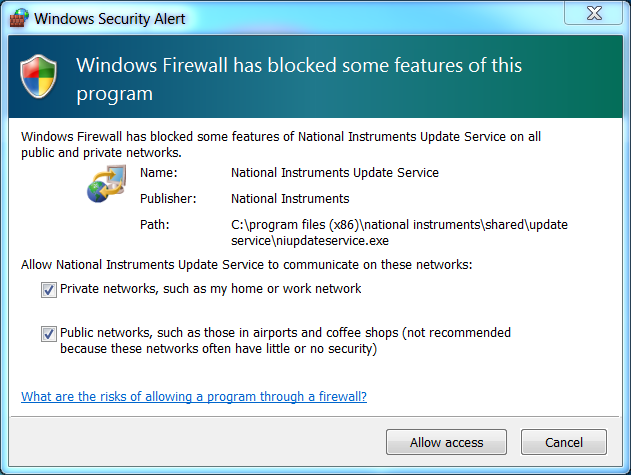 Windows Security Alert
Windows Firewall has blocked some features of this
program
Windows Firewall has blocked some features of National Instruments Update Service on all
public and private networks.
Name: National Instruments Update Service
Publisher: National Instruments
Path: C:\program files (x86)\national instruments\shared\update
service\niupdateservice.exe
Allow National Instruments Update Service to communicate on these networks:
Private networks, such as my home or work network
Public networks, such as those in airports and coffee shops (not recommended
because these networks often have little or no security)
What are the risks of allowing a program through a firewall?
Allow access Cancel